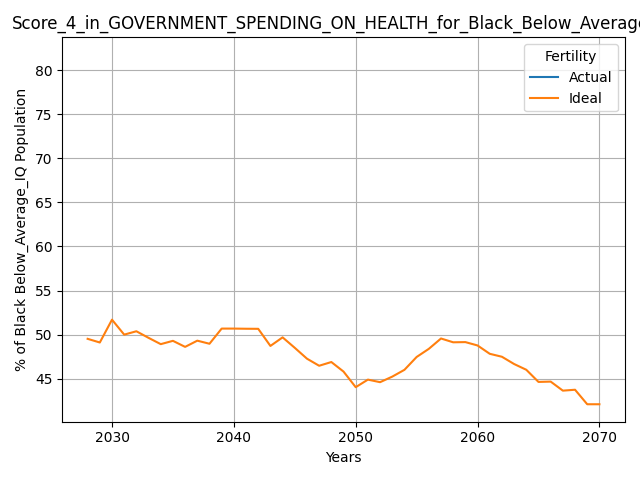 Score_4_in_GOVERNMENT_SPENDING_ON_HEALTH_for_Black_Below_Average
% of Black Below_Average_IQ Population
80
75
70
65
60
55
50
45
Fertility
Actual
Ideal
2030 2040 2050 2060 2070
Years